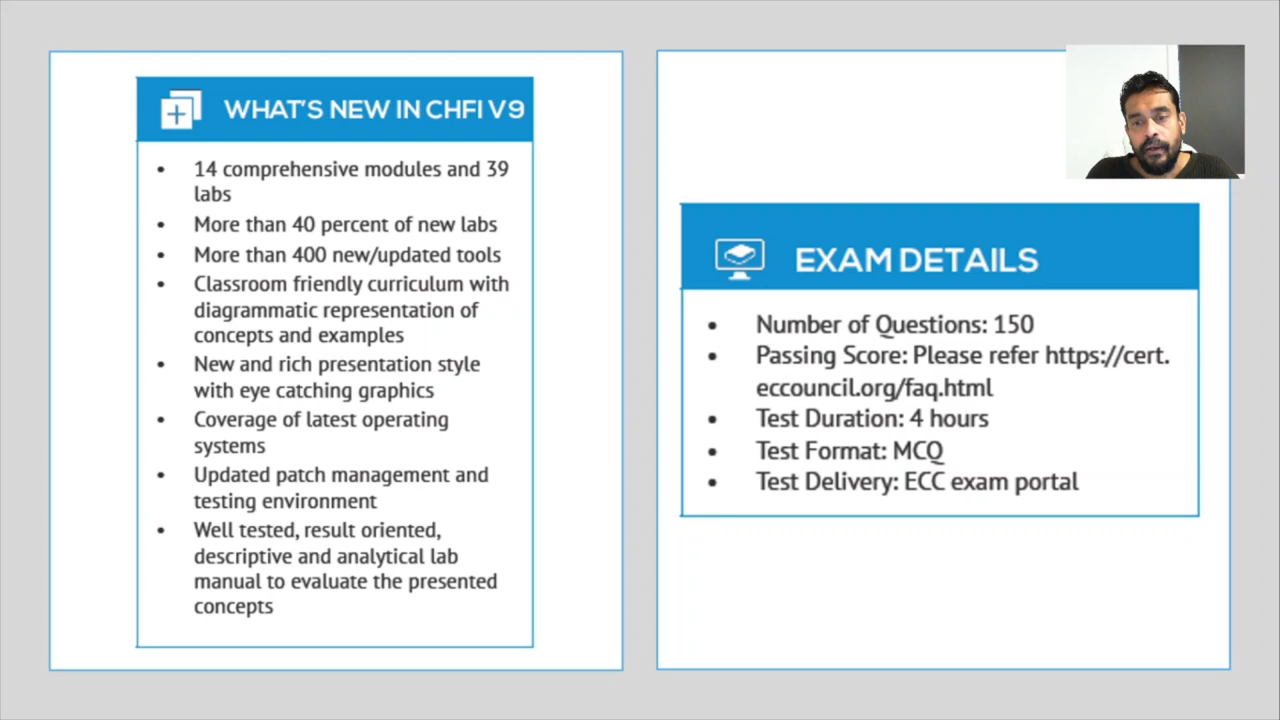 WHAT'S NEW IN CHFI V9
• 14 comprehensive modules and 39
labs
• More than 40 percent of new labs
• More than 400 new/updated tools
• Classroom friendly curriculum with
diagrammatic representation of
concepts and examples
• New and rich presentation style
with eye catching graphics
• Coverage of latest operating
systems
• Updated patch management and
testing environment
• Well tested, result oriented,
descriptive and analytical lab
manual to evaluate the presented
concepts
EXAM DETAILS
• Number of Questions: 150
• Passing Score: Please refer https://cert.
eccouncil.org/faq.html
• Test Duration: 4 hours
• Test Format: MCQ
• Test Delivery: ECC exam portal